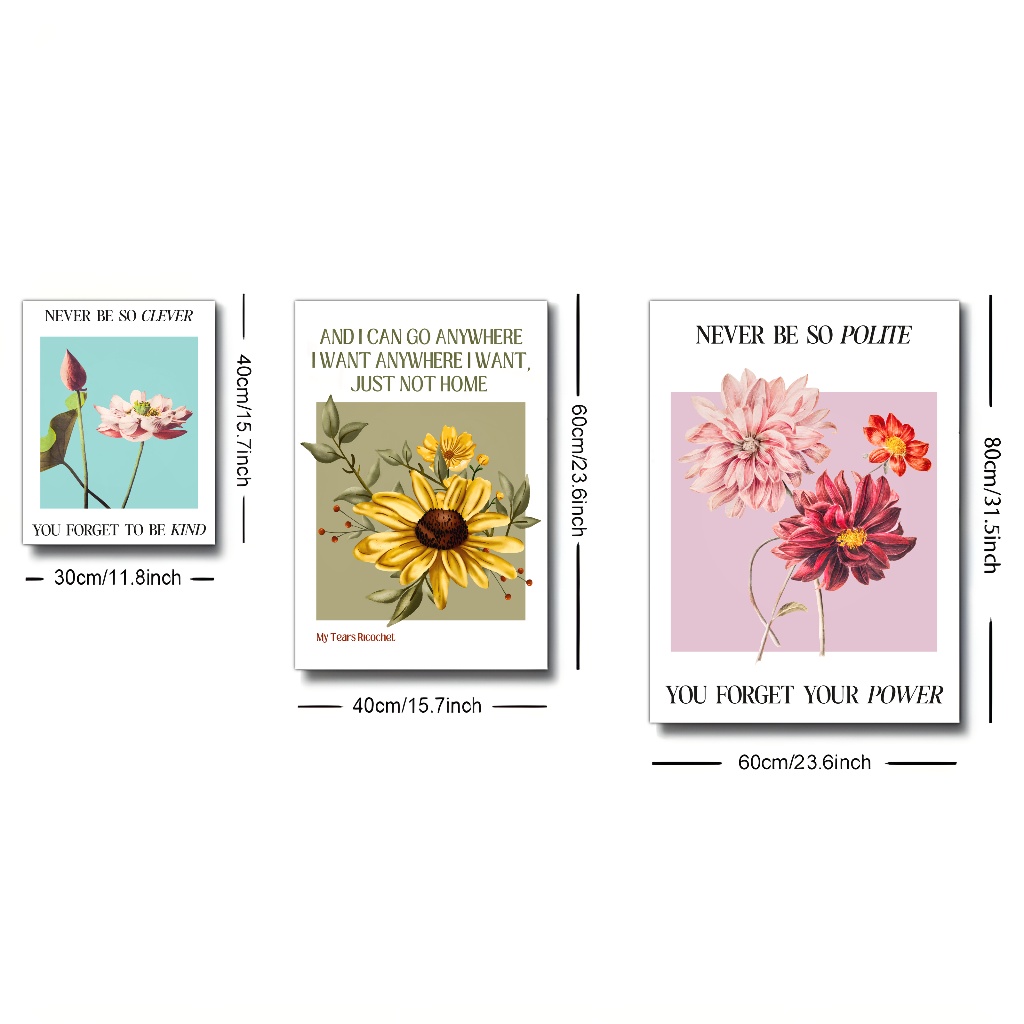 NEVER BE SO CLEVER
YOU FORGET TO BE KIND
40cm/15.7inch
30cm/11.8inch
AND I CAN GO ANYWHERE
I WANT ANYWHERE I WANT,
JUST NOT HOME
My Tears Ricochet
60cm/23.6inch
40cm/15.7inch
NEVER BE SO POLITE
YOU FORGET YOUR POWER
80cm/31.5inch
60cm/23.6inch